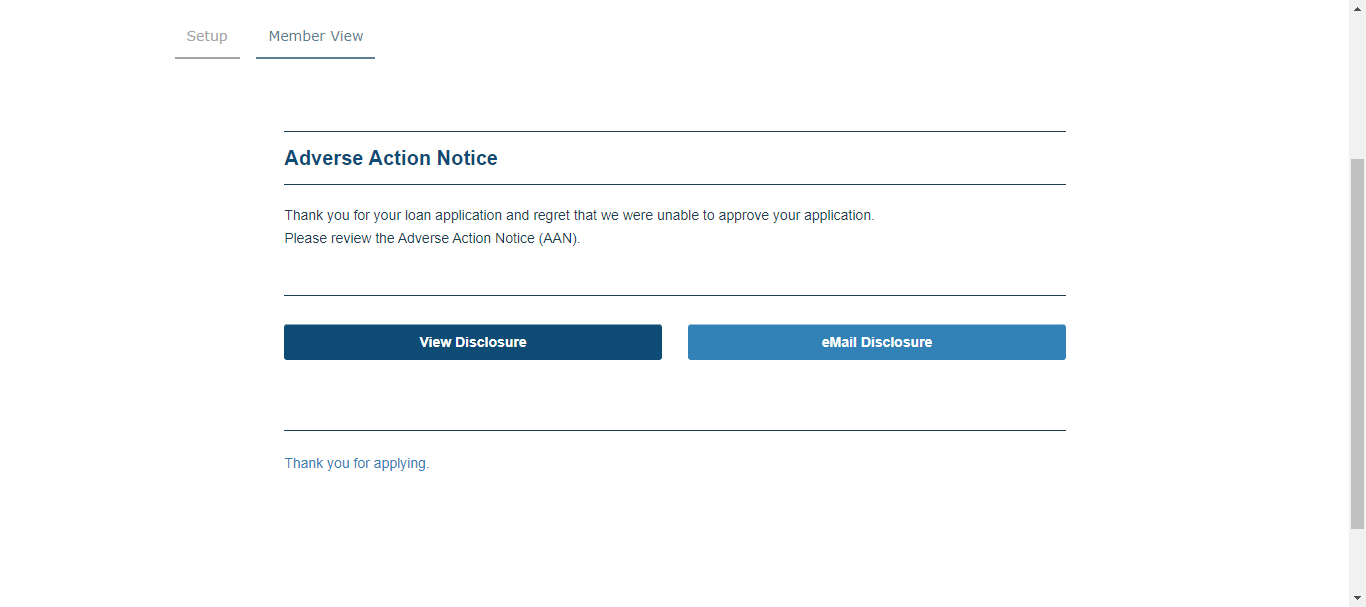 Setup
Member View
Adverse Action Notice
Thank you for your loan application and regret that we were unable to approve your application.
Please review the Adverse Action Notice (AAN).
View Disclosure
eMail Disclosure
Thank you for applying.